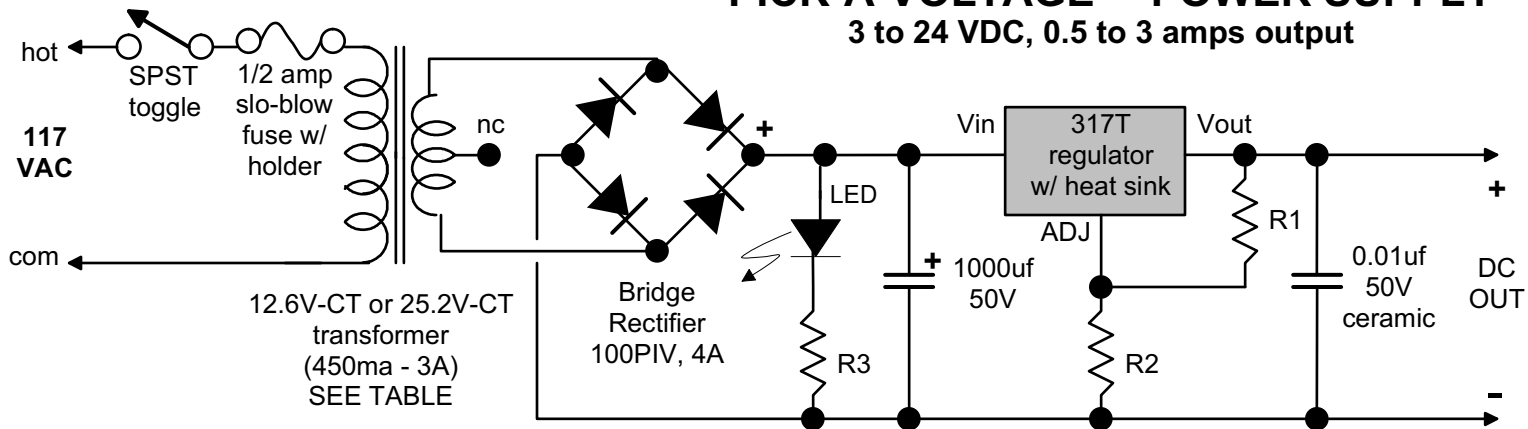 3 to 24 VDC, 0.5 to 3 amps output
hot
SPST
toggle
1/2 amp
slo-blow
fuse w/
holder
117
VAC
com
nc
12.6V-CT or 25.2V-CT
transformer
(450ma - 3A)
SEE TABLE
+
Bridge
Rectifier
100PIV, 4A
LED
R3
+
1000uf
50V
Vin
317T
regulator
w/ heat sink
Vout
ADJ
R1
R2
0.01uf
50V
ceramic
+
DC
OUT
-